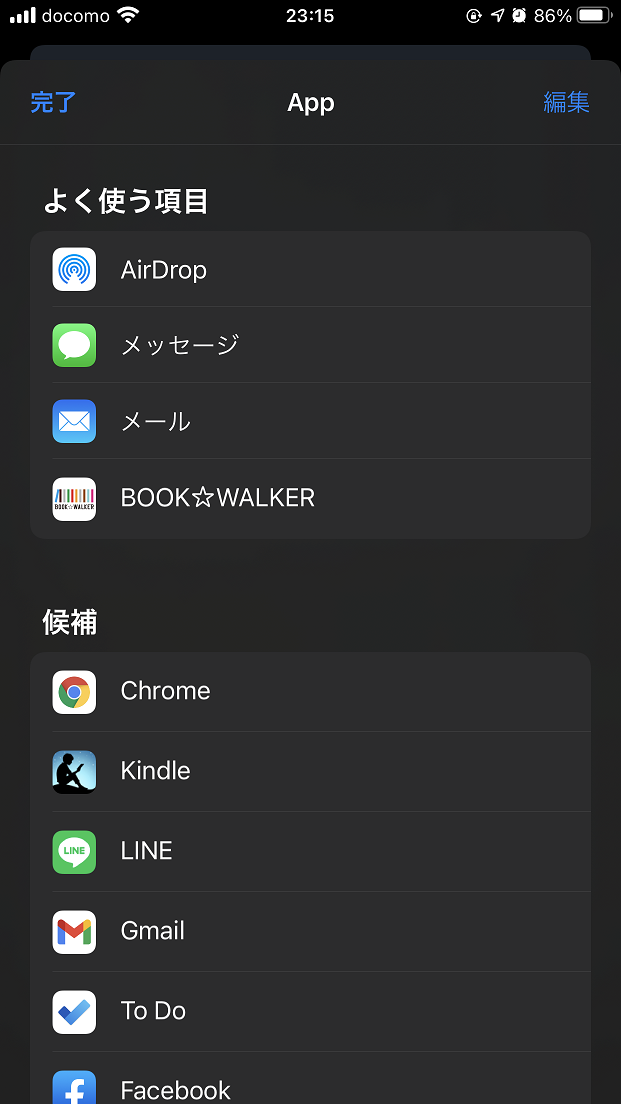 docomo 23:15 86%
完了 App 編集
よく使う項目
AirDrop
メッセージ
メール
BOOK☆WALKER
BOOK☆WALKER
候補
Chrome
Kindle
LINE
LINE
Gmail
To Do
Facebook